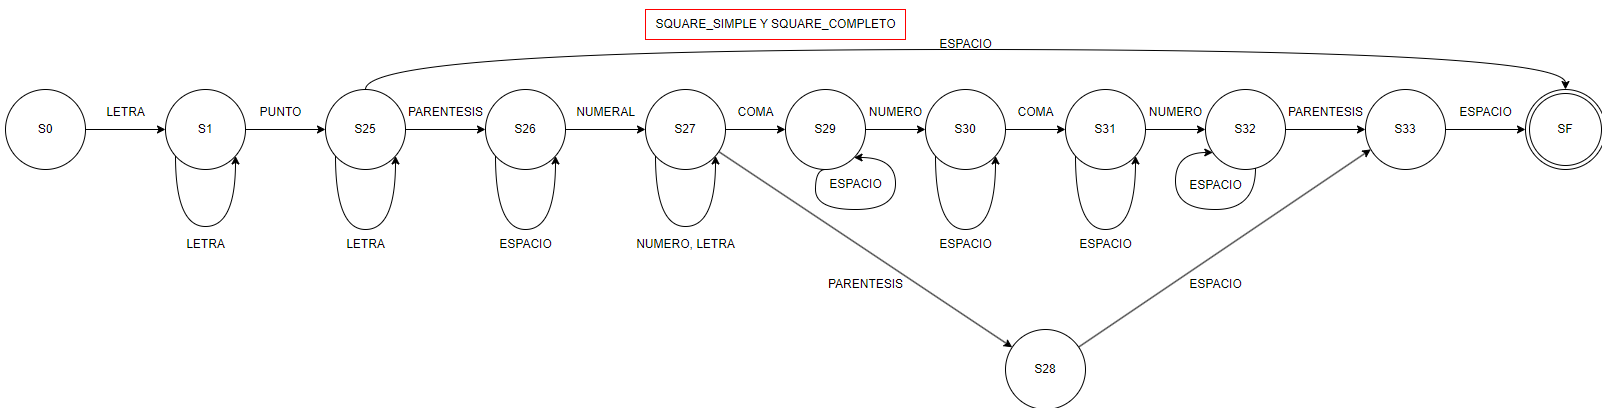 SQUARE_SIMPLE Y SQUARE_COMPLETO
ESPACIO
LETRA
PUNTO
PARENTESIS
NUMERAL
COMA
NUMERO
COMA
NUMERO
PARENTESIS
ESPACIO
S0
S1
S25
S26
S27
S29
S30
S31
S32
S33
SF
ESPACIO
ESPACIO
LETRA
LETRA
ESPACIO
NUMERO, LETRA
ESPACIO
ESPACIO
PARENTESIS
ESPACIO
S28